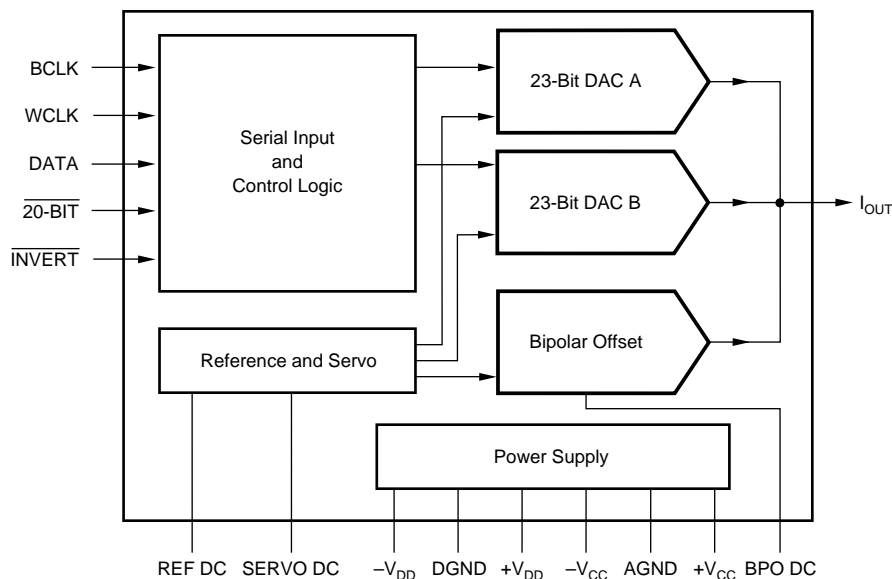 BCLK
WCLK
DATA
20-BIT
INVERT
Serial Input
and
Control Logic
23-Bit DAC A
23-Bit DAC B
I_OUT
Reference and Servo
Bipolar Offset
Power Supply
REF DC
SERVO DC
–V_DD
DGND
+V_DD
–V_CC
AGND
+V_CC
BPO DC